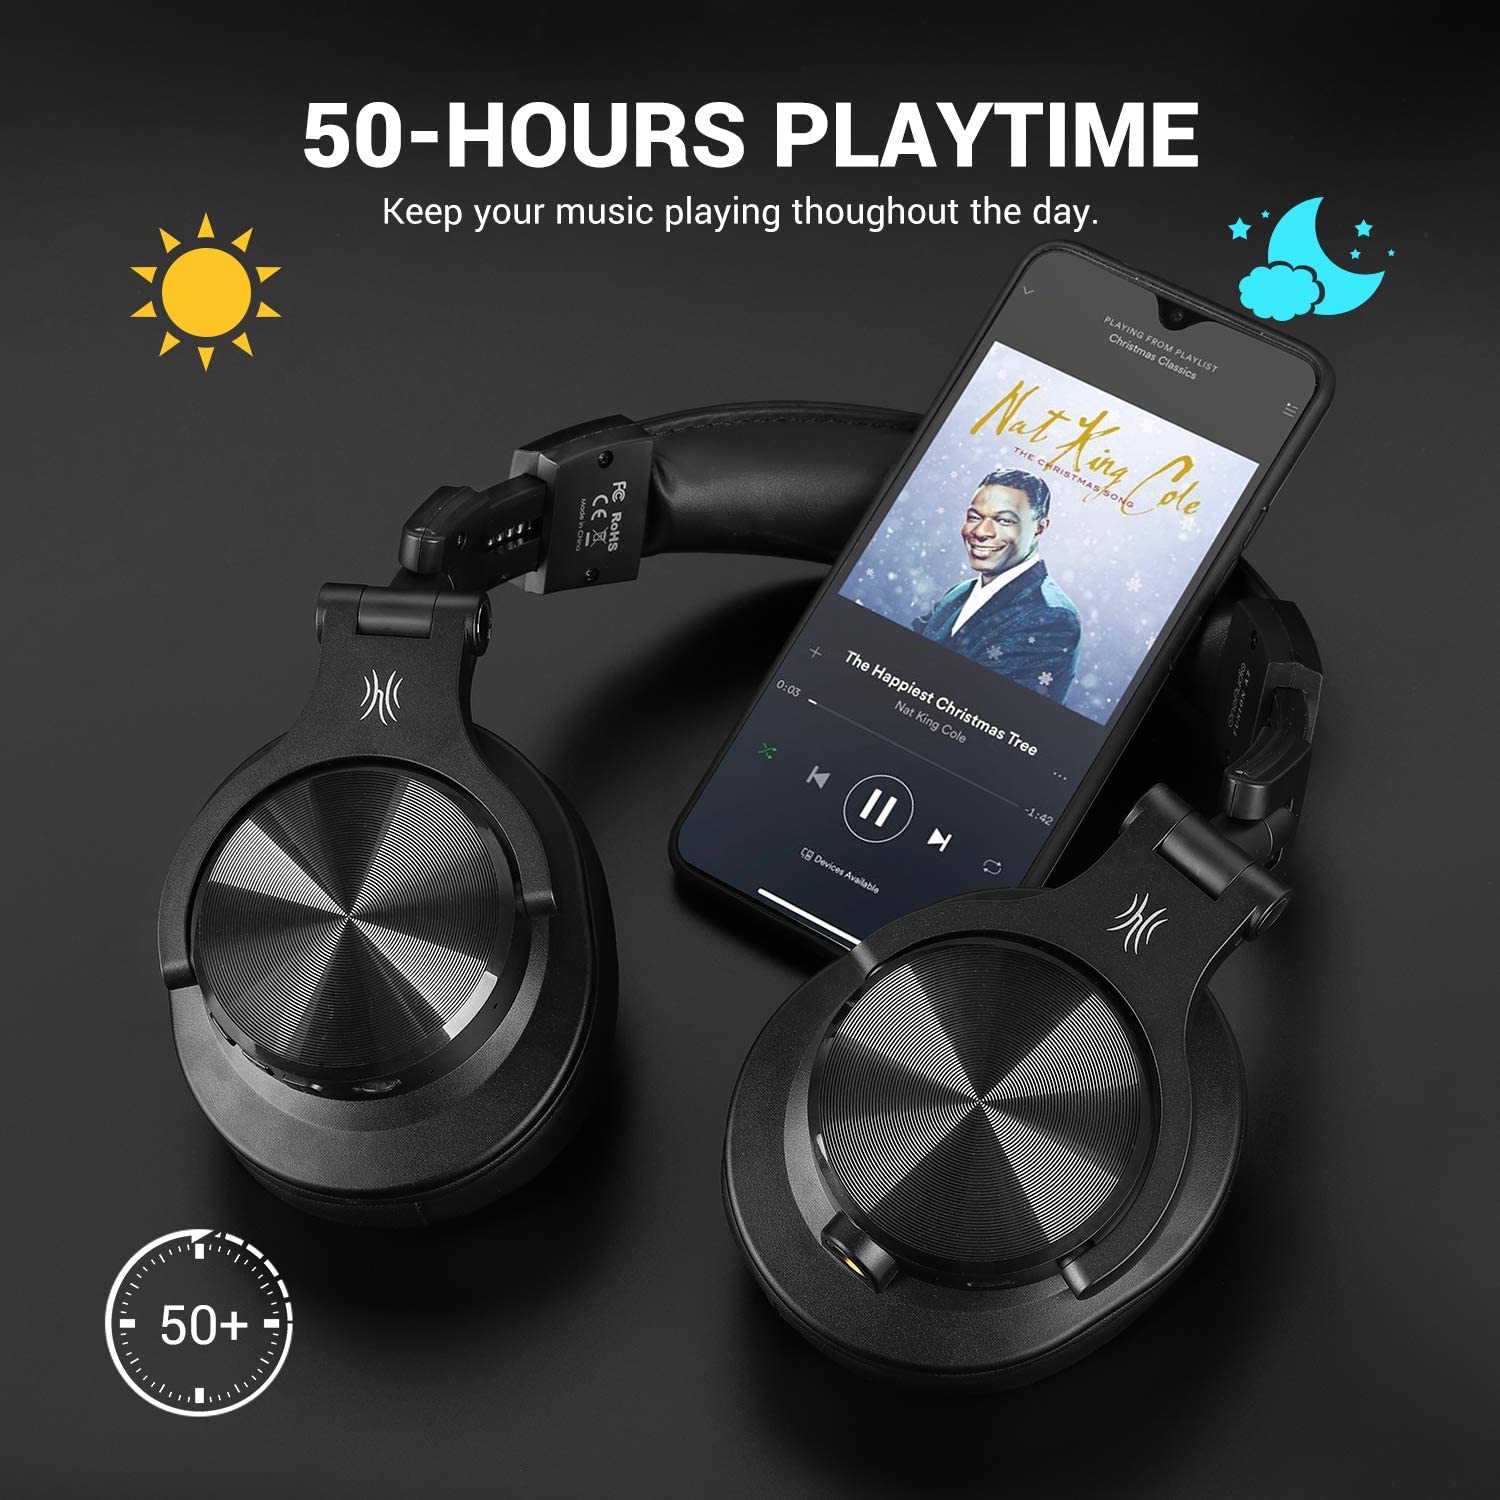 50-HOURS PLAYTIME
Keep your music playing thoughout the day.
PLAYING FROM PLAYLIST
Christmas Classics
Nat King Cole
THE CHRISTMAS SONG
The Happiest Christmas Tree
Nat King Cole
0:03
-1:42
Devices Available
FC RoHS
CE
Made in China
50+